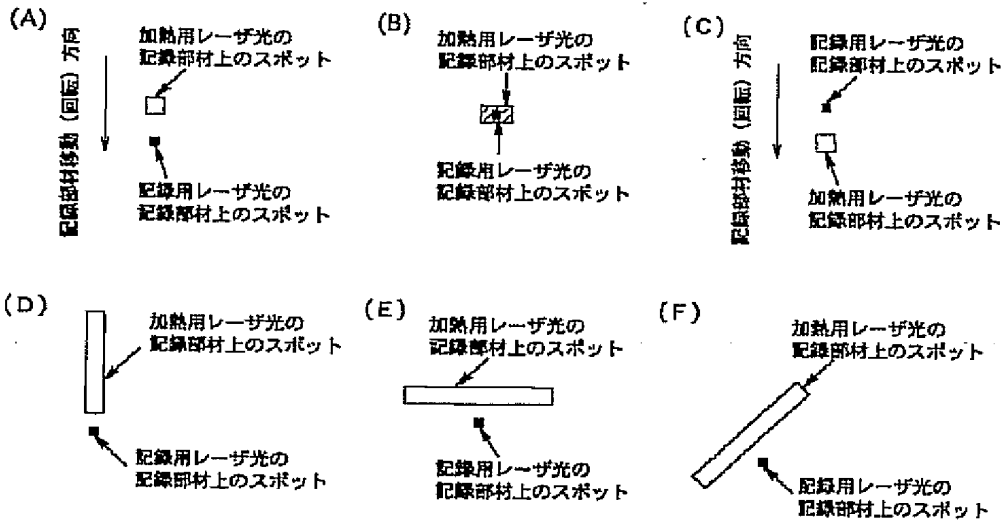 (A)
記録部材移動(回転)方向
加熱用レーザ光の
記録部材上のスポット
記録用レーザ光の
記録部材上のスポット
(B)
加熱用レーザ光の
記録部材上のスポット
記録用レーザ光の
記録部材上のスポット
(C)
記録部材移動(回転)方向
記録用レーザ光の
記録部材上のスポット
加熱用レーザ光の
記録部材上のスポット
(D)
加熱用レーザ光の
記録部材上のスポット
記録用レーザ光の
記録部材上のスポット
(E)
加熱用レーザ光の
記録部材上のスポット
記録用レーザ光の
記録部材上のスポット
(F)
加熱用レーザ光の
記録部材上のスポット
記録用レーザ光の
記録部材上のスポット